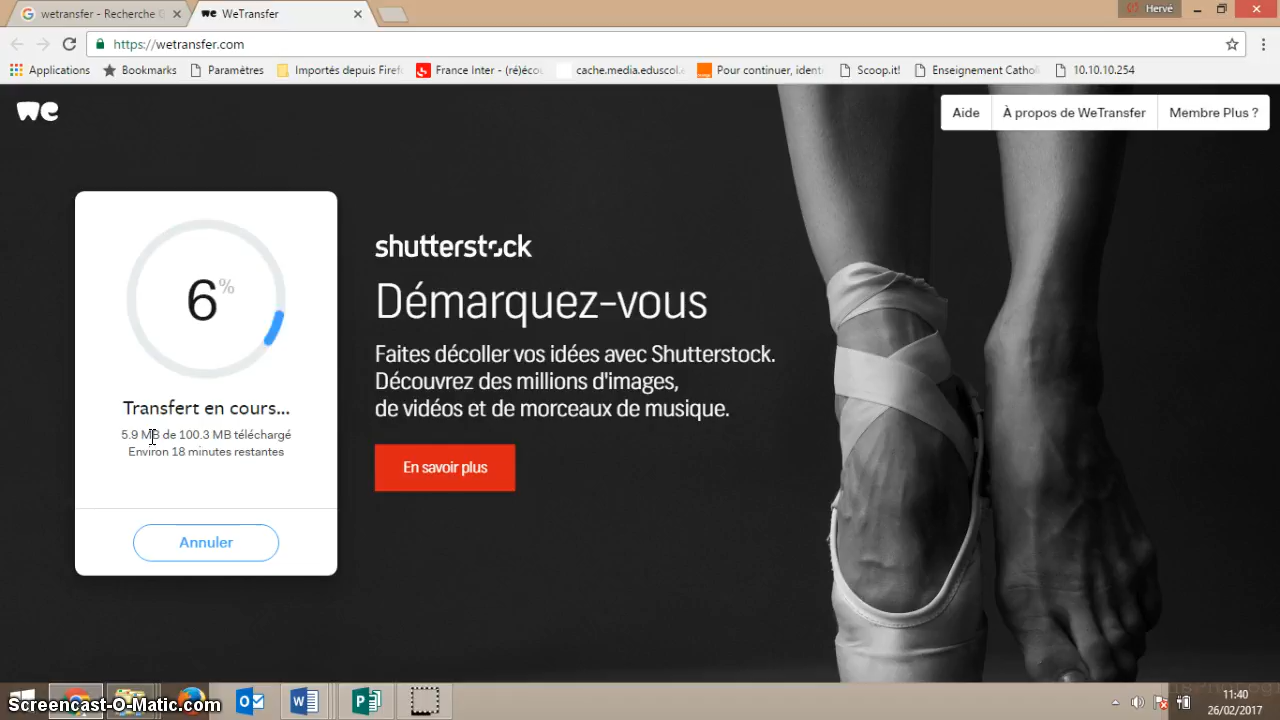 wetransfer - Recherche G
WeTransfer
Hervé
https://wetransfer.com
Applications
Bookmarks
Paramètres
Importés depuis Firef
France Inter - (ré)écou
cache.media.eduscol.e
Pour continuer, ident
Scoop.it!
Enseignement Cathol
10.10.10.254
we
Aide
À propos de WeTransfer
Membre Plus ?
6%
Transfert en cours...
5.9 MB de 100.3 MB téléchargé
Environ 18 minutes restantes
Annuler
shutterstock
Démarquez-vous
Faites décoller vos idées avec Shutterstock.
Découvrez des millions d'images,
de vidéos et de morceaux de musique.
En savoir plus
Screencast-O-Matic.com
11:40
26/02/2017